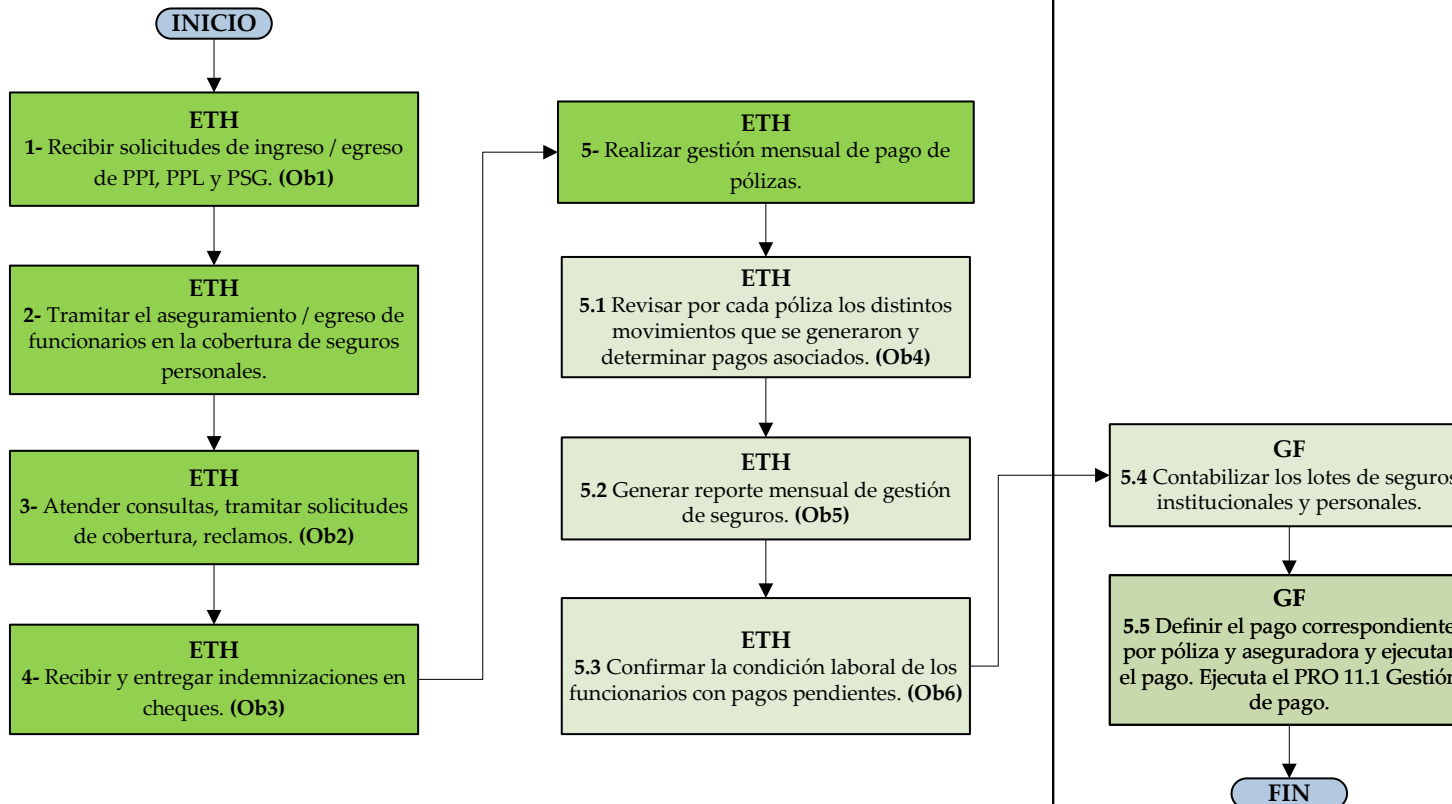 INICIO
ETH
1- Recibir solicitudes de ingreso / egreso
de PPI, PPL y PSG. (Ob1)
ETH
2- Tramitar el aseguramiento / egreso de
funcionarios en la cobertura de seguros
personales.
ETH
3- Atender consultas, tramitar solicitudes
de cobertura, reclamos. (Ob2)
ETH
4- Recibir y entregar indemnizaciones en
cheques. (Ob3)
ETH
5- Realizar gestión mensual de pago de
pólizas.
ETH
5.1 Revisar por cada póliza los distintos
movimientos que se generaron y
determinar pagos asociados. (Ob4)
ETH
5.2 Generar reporte mensual de gestión
de seguros. (Ob5)
ETH
5.3 Confirmar la condición laboral de los
funcionarios con pagos pendientes. (Ob6)
GF
5.4 Contabilizar los lotes de seguros
institucionales y personales.
GF
5.5 Definir el pago correspondiente
por póliza y aseguradora y ejecutar
el pago. Ejecuta el PRO 11.1 Gestión
de pago.
FIN